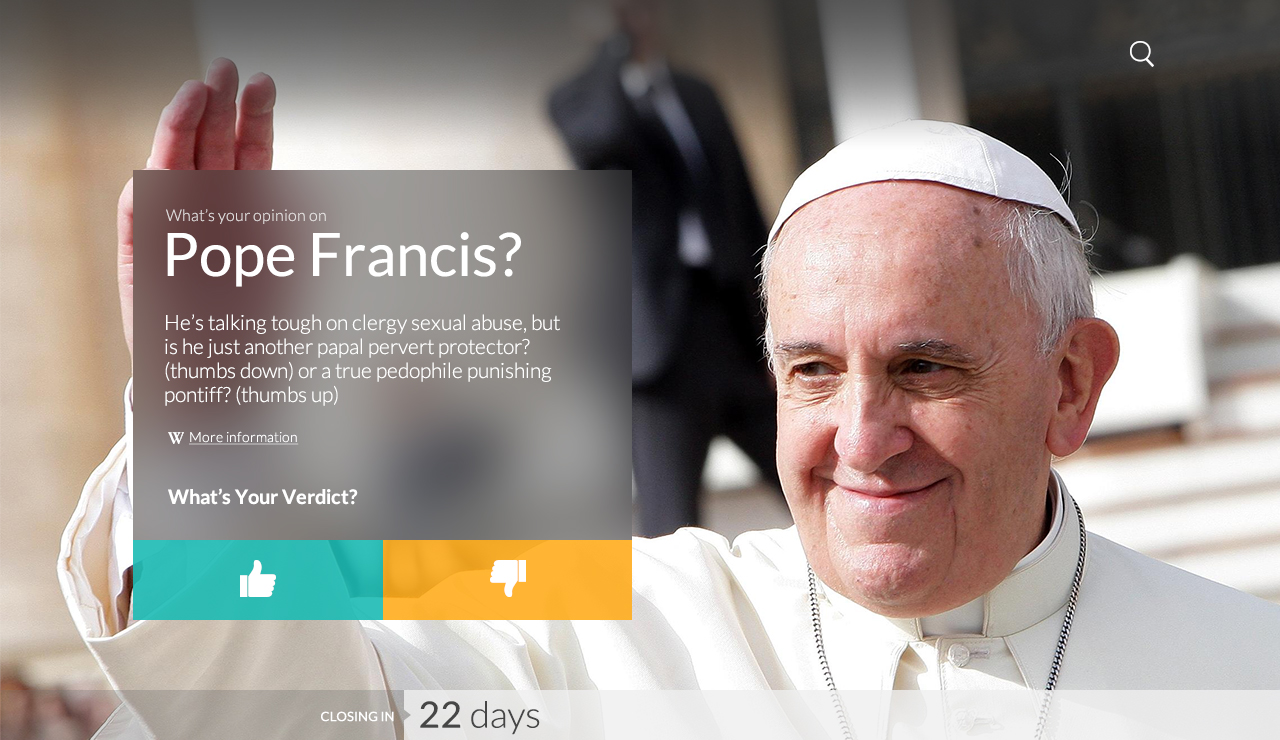 What's your opinion on
Pope Francis?
He's talking tough on clergy sexual abuse, but
is he just another papal pervert protector?
(thumbs down) or a true pedophile punishing
pontiff? (thumbs up)
W More information
What's Your Verdict?
CLOSING IN 22 days